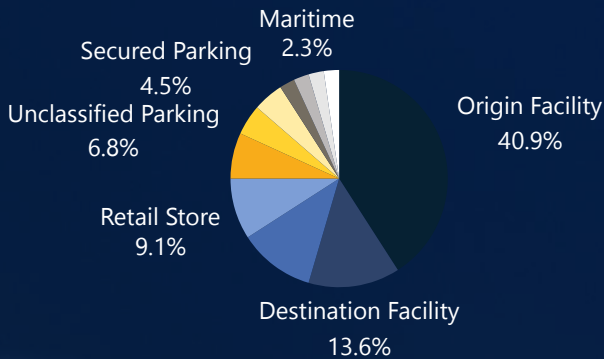 Maritime
2.3%
Secured Parking
4.5%
Unclassified Parking
6.8%
Retail Store
9.1%
Origin Facility
40.9%
Destination Facility
13.6%